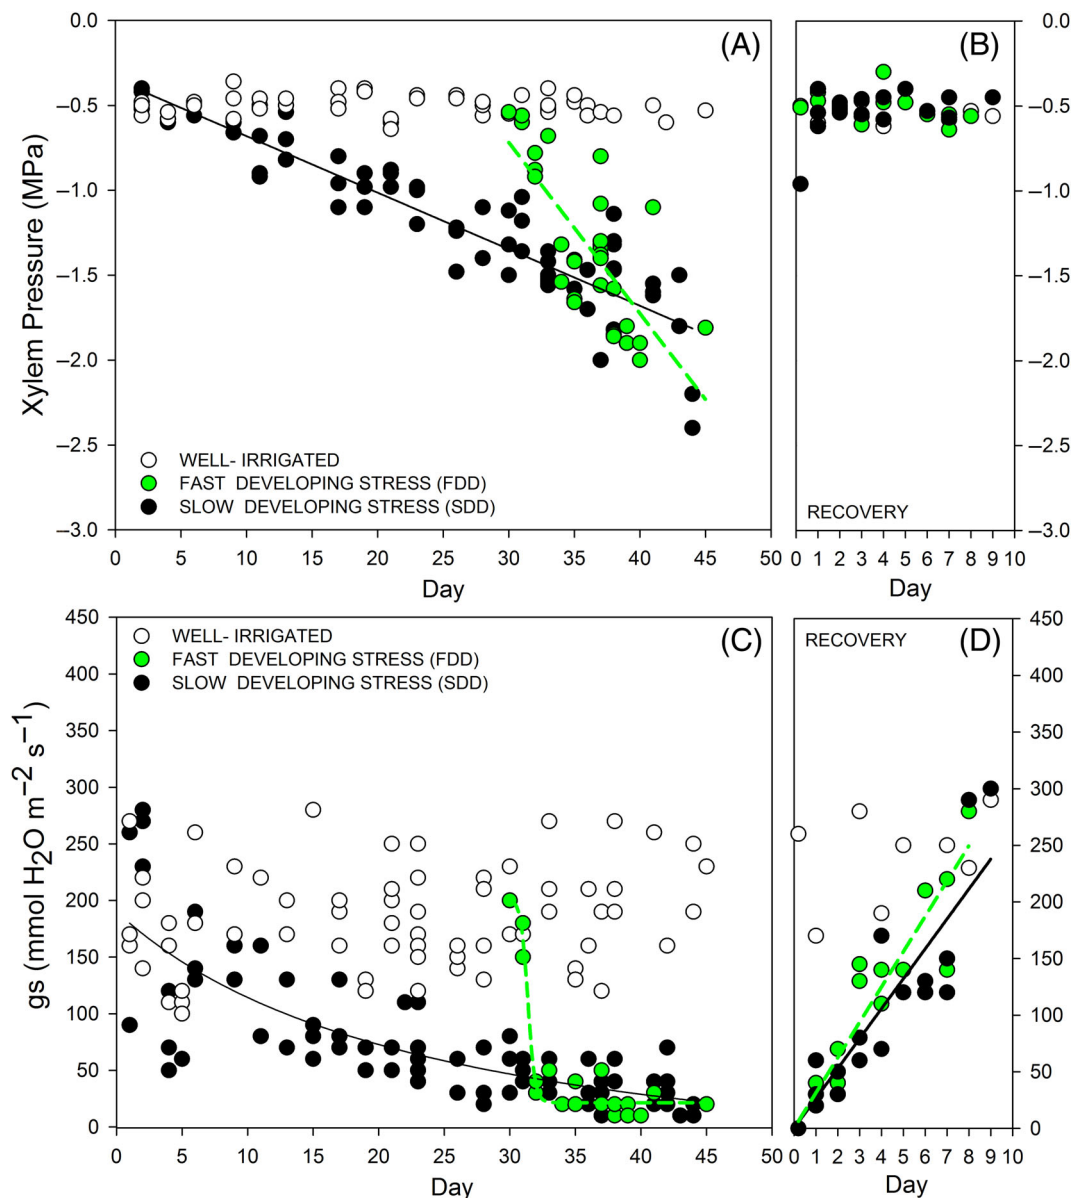 (A)
0.0
–0.5
–1.0
–1.5
–2.0
–2.5
–3.0
Xylem Pressure (MPa)
WELL- IRRIGATED
FAST DEVELOPING STRESS (FDD)
SLOW DEVELOPING STRESS (SDD)
0 5 10 15 20 25 30 35 40 45 50
Day
(B)
0.0
–0.5
–1.0
–1.5
–2.0
–2.5
–3.0
RECOVERY
0 1 2 3 4 5 6 7 8 9 10
Day
(C)
450
400
350
300
250
200
150
100
50
0
gs (mmol H2O m−2 s−1)
WELL- IRRIGATED
FAST DEVELOPING STRESS (FDD)
SLOW DEVELOPING STRESS (SDD)
0 5 10 15 20 25 30 35 40 45 50
Day
RECOVERY
(D)
450
400
350
300
250
200
150
100
50
0
0 1 2 3 4 5 6 7 8 9 10
Day